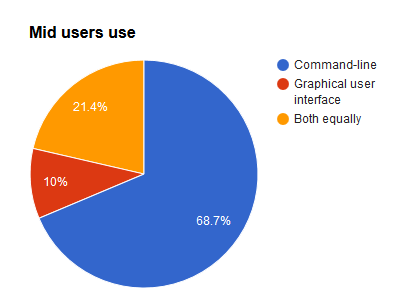 Mid users use
Command-line
Graphical user
interface
Both equally
21.4%
10%
68.7%